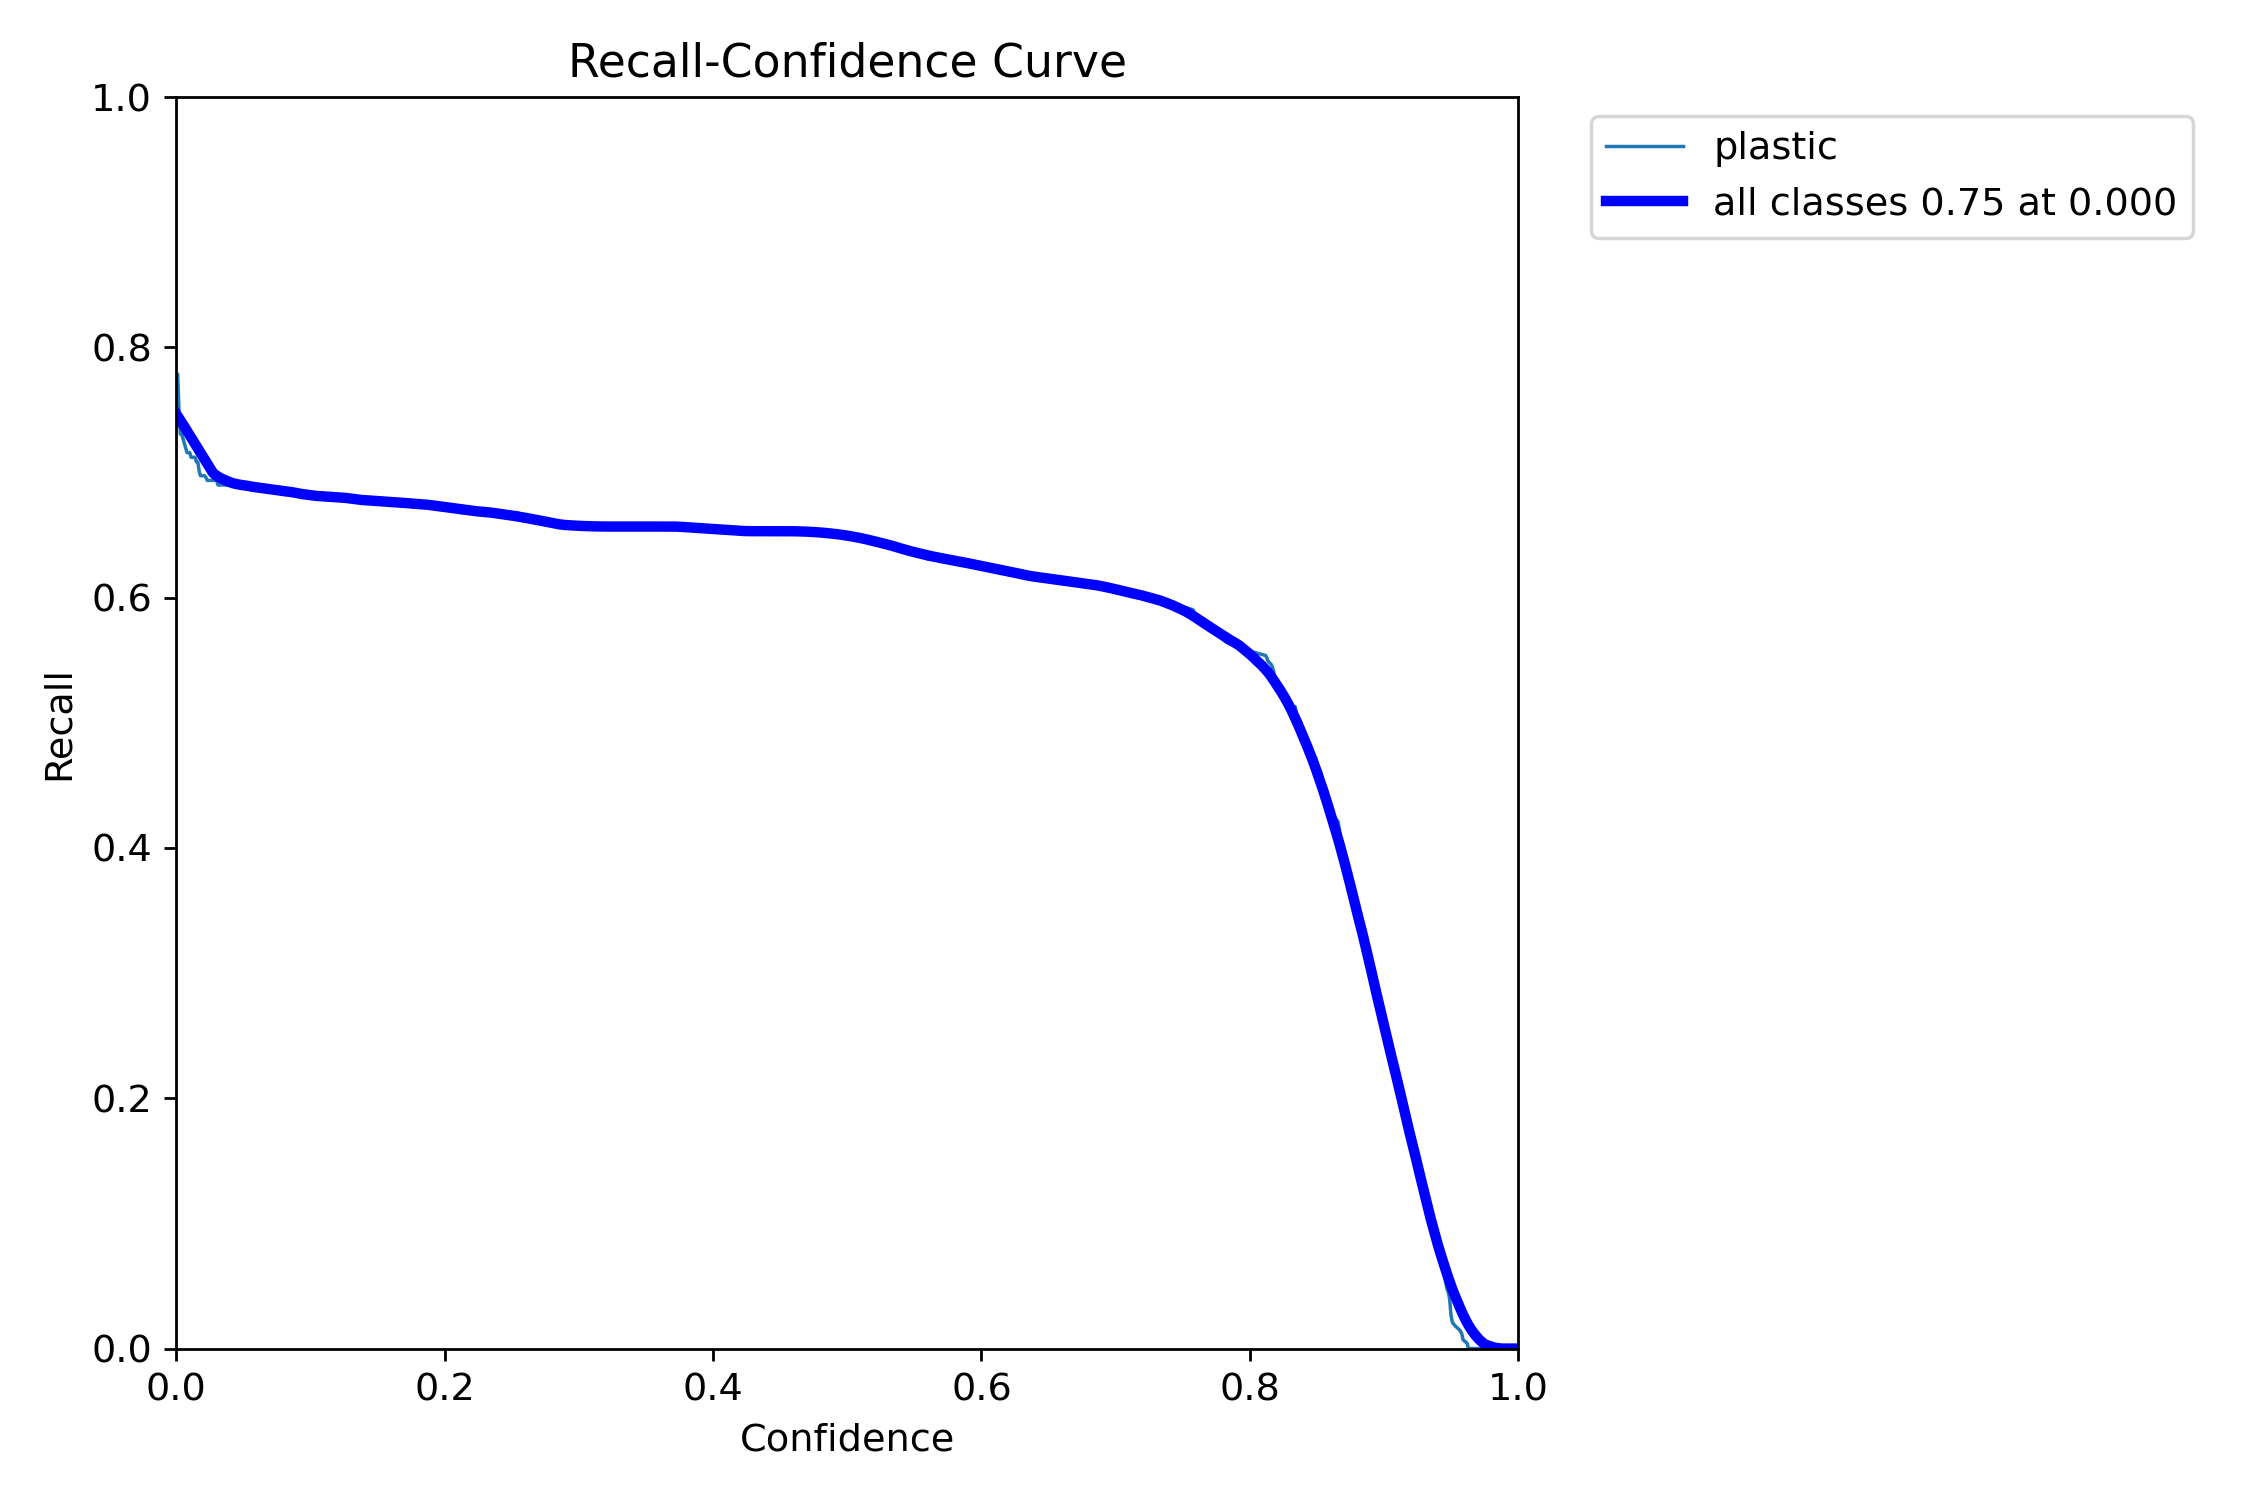 Recall-Confidence Curve
1.0
0.8
0.6
0.4
0.2
0.0
Recall
0.0 0.2 0.4 0.6 0.8 1.0
Confidence
plastic
all classes 0.75 at 0.000